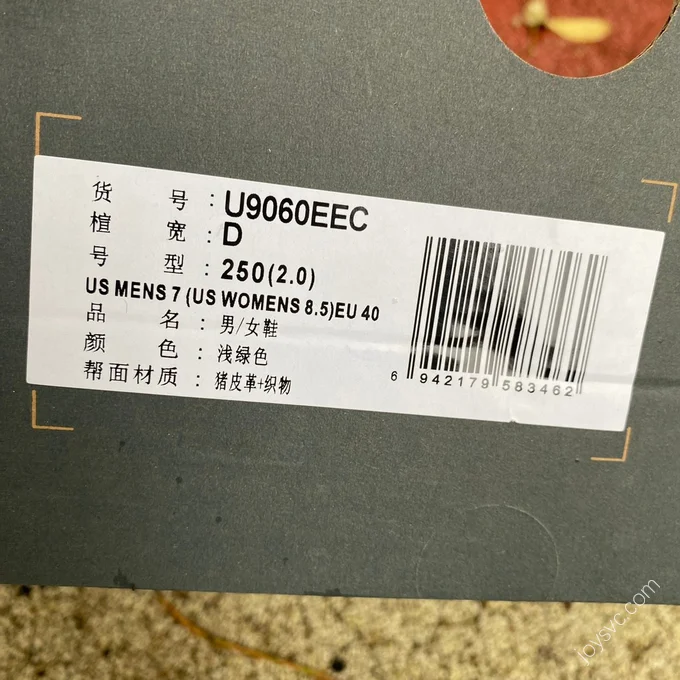 货 号 : U9060EEC
楦 宽 : D
号 型 : 250(2.0)
US MENS 7 (US WOMENS 8.5)EU 40
品 名 : 男/女鞋
颜 色 : 浅绿色
帮面材质 : 猪皮革+织物
6 942179 583462
joysvc.com